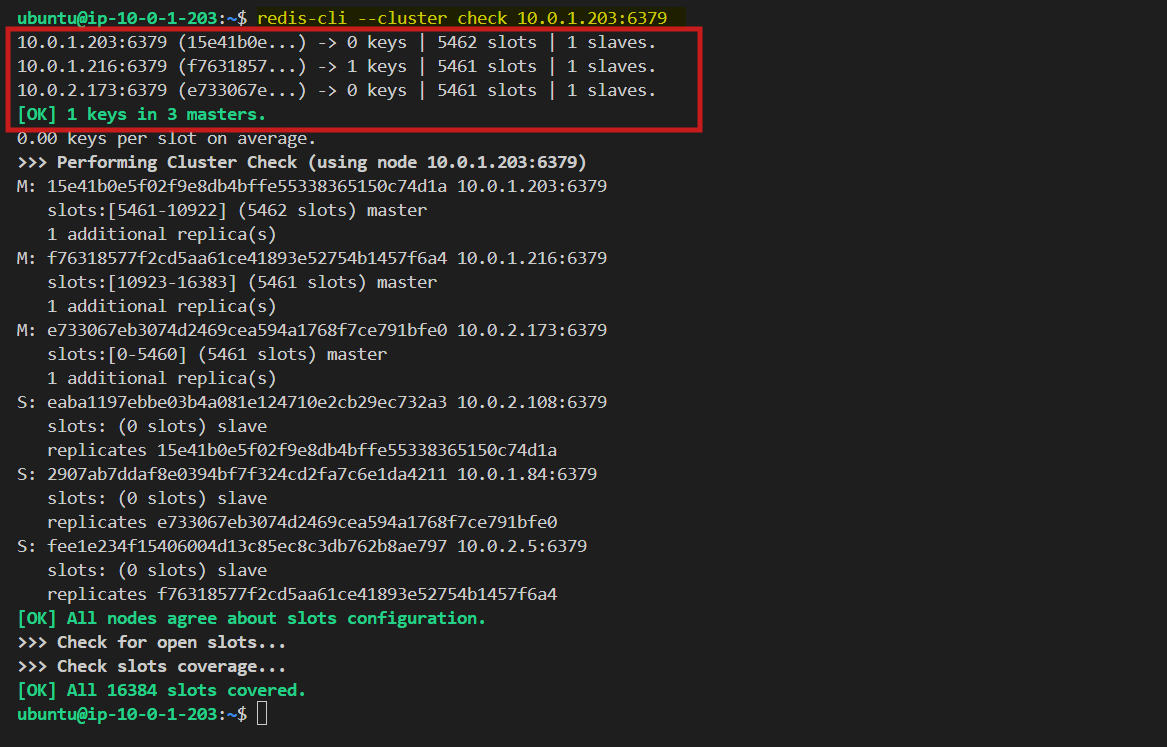 ubuntu@ip-10-0-1-203:~$ redis-cli --cluster check 10.0.1.203:6379
10.0.1.203:6379 (15e41b0e...) -> 0 keys | 5462 slots | 1 slaves.
10.0.1.216:6379 (f7631857...) -> 1 keys | 5461 slots | 1 slaves.
10.0.2.173:6379 (e733067e...) -> 0 keys | 5461 slots | 1 slaves.
[OK] 1 keys in 3 masters.
0.00 keys per slot on average.
>>> Performing Cluster Check (using node 10.0.1.203:6379)
M: 15e41b0e5f02f9e8db4bffe55338365150c74d1a 10.0.1.203:6379
   slots:[5461-10922] (5462 slots) master
   1 additional replica(s)
M: f76318577f2cd5aa61ce41893e52754b1457f6a4 10.0.1.216:6379
   slots:[10923-16383] (5461 slots) master
   1 additional replica(s)
M: e733067eb3074d2469cea594a1768f7ce791bfe0 10.0.2.173:6379
   slots:[0-5460] (5461 slots) master
   1 additional replica(s)
S: eaba1197ebbe03b4a081e124710e2cb29ec732a3 10.0.2.108:6379
   slots: (0 slots) slave
   replicates 15e41b0e5f02f9e8db4bffe55338365150c74d1a
S: 2907ab7ddaf8e0394bf7f324cd2fa7c6e1da4211 10.0.1.84:6379
   slots: (0 slots) slave
   replicates e733067eb3074d2469cea594a1768f7ce791bfe0
S: fee1e234f15406004d13c85ec8c3db762b8ae797 10.0.2.5:6379
   slots: (0 slots) slave
   replicates f76318577f2cd5aa61ce41893e52754b1457f6a4
[OK] All nodes agree about slots configuration.
>>> Check for open slots...
>>> Check slots coverage...
[OK] All 16384 slots covered.
ubuntu@ip-10-0-1-203:~$